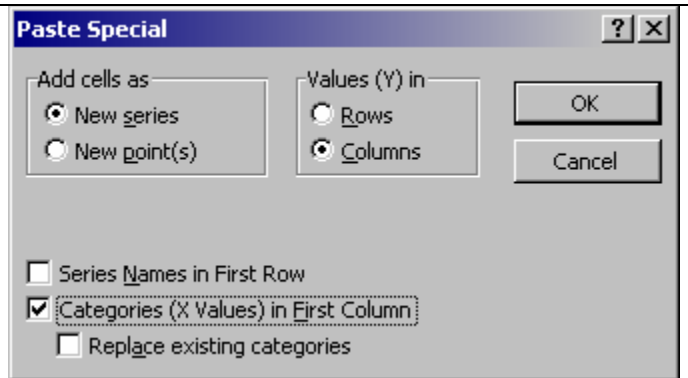 Paste Special
Add cells as
New series
New point(s)
Values (Y) in
Rows
Columns
OK
Cancel
Series Names in First Row
Categories (X Values) in First Column
Replace existing categories